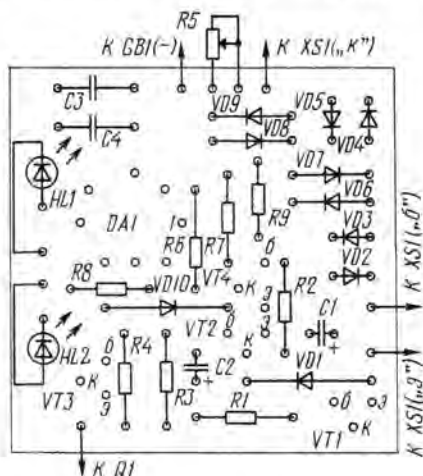 R5
К GB1(−)
К XS1(„К")
C3
VD9
VD5
C4
VD8
VD4
VD7
HL1
VD6
DA1
1
R6
R7
R9
VD3
б
К XS1(„б")
VT4
VD2
R8
К
R2
C1
VD10
Э
VT2
б
Э
+
HL2
б
R4
К
C2
VD1
К
+
К XS1(„Э")
VT3
Э
R3
R1
б
Э
VT1
К
К Q1